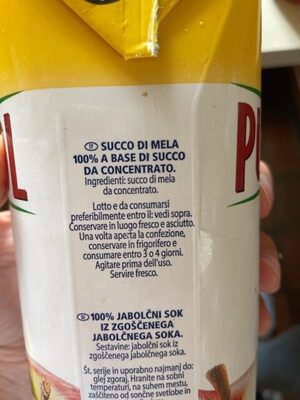 IT SUCCO DI MELA
100% A BASE DI SUCCO
DA CONCENTRATO.
Ingredienti: succo di mela
da concentrato.
Lotto e da consumarsi
preferibilmente entro il: vedi sopra.
Conservare in luogo fresco e asciutto.
Una volta aperta la confezione,
conservare in frigorifero e
consumare entro 3 o 4 giorni.
Agitare prima dell'uso.
Servire fresco.
100% JABOLČNI SOK
IZ ZGOŠČENEGA
JABOLČNEGA SOKA.
Sestavine: jabolčni sok iz
zgoščenega jabolčnega soka.
Št. serije in uporabno najmanj do:
glej zgoraj. Hranite na sobni
temperaturi, na suhem mestu,
zaščiteno od sončne svetlobe in